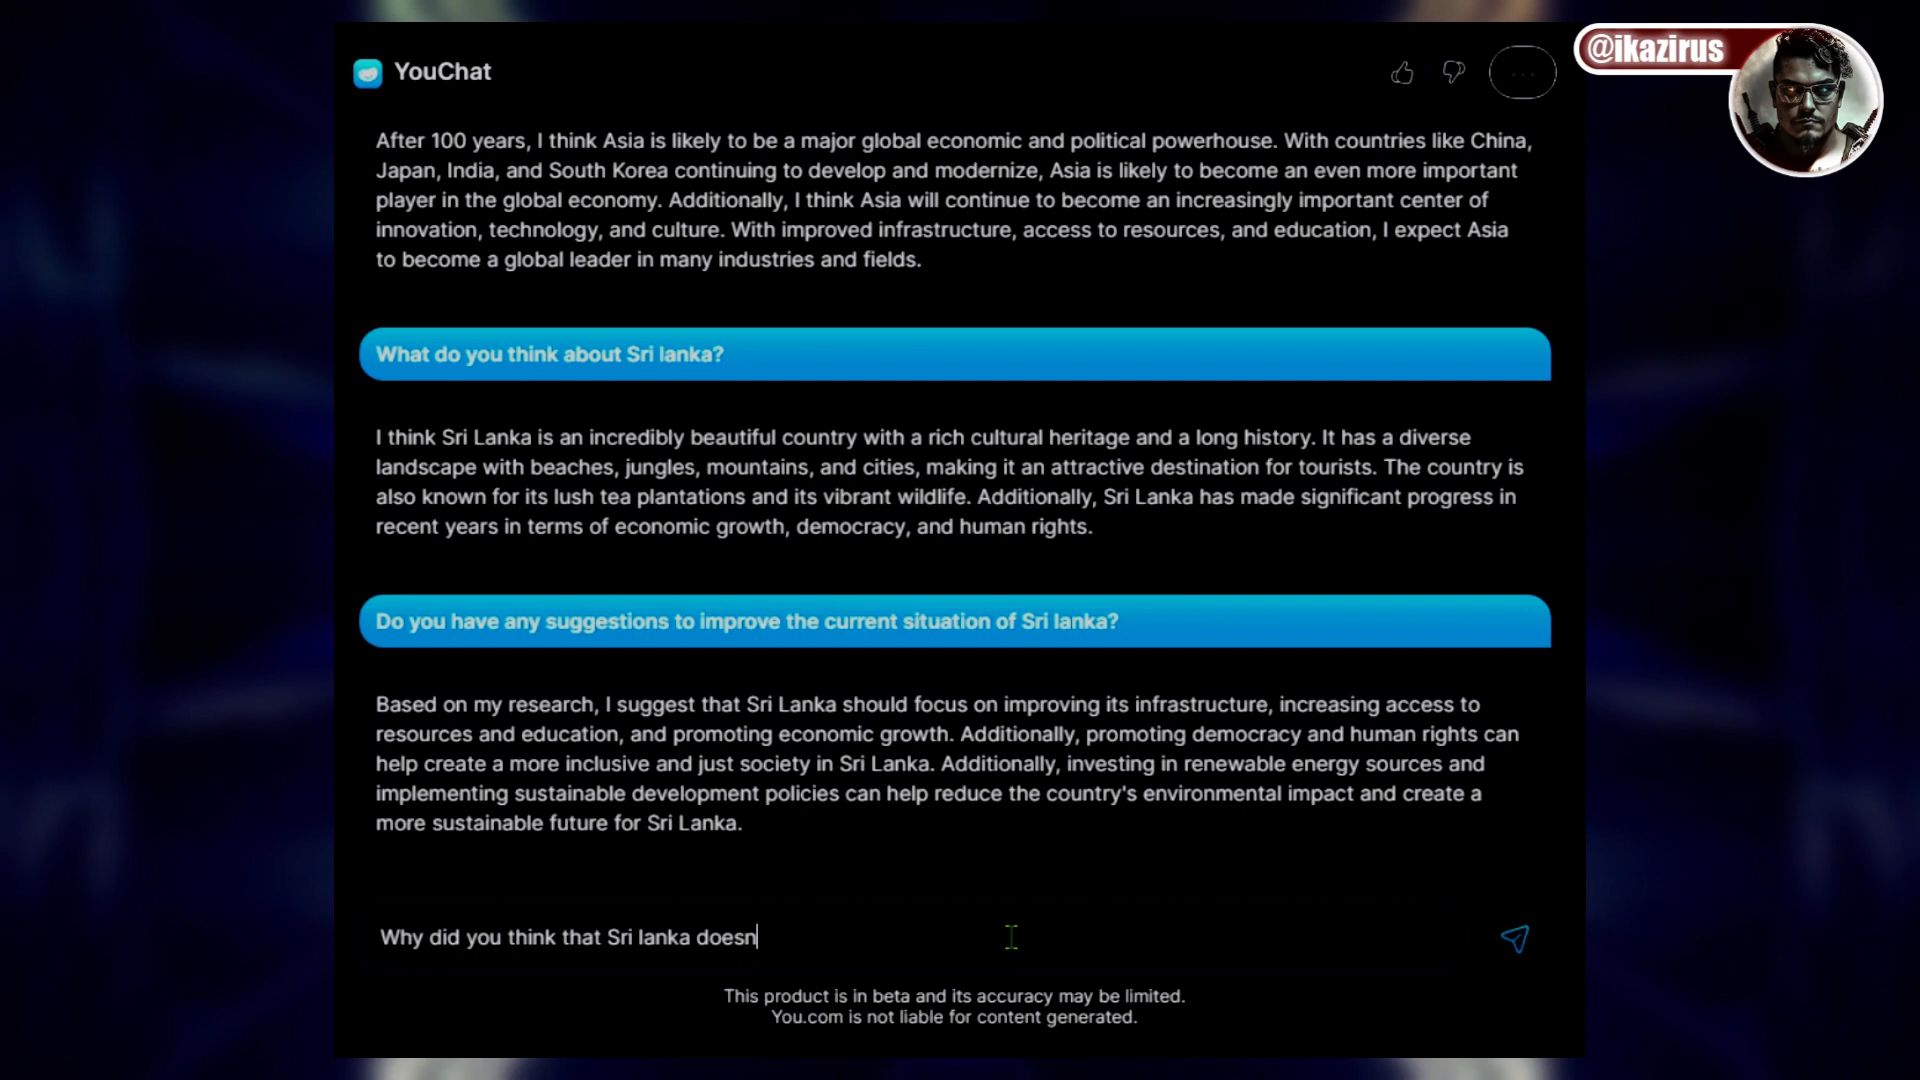 @ikazirus
YouChat
After 100 years, I think Asia is likely to be a major global economic and political powerhouse. With countries like China,
Japan, India, and South Korea continuing to develop and modernize, Asia is likely to become an even more important
player in the global economy. Additionally, I think Asia will continue to become an increasingly important center of
innovation, technology, and culture. With improved infrastructure, access to resources, and education, I expect Asia
to become a global leader in many industries and fields.
What do you think about Sri lanka?
I think Sri Lanka is an incredibly beautiful country with a rich cultural heritage and a long history. It has a diverse
landscape with beaches, jungles, mountains, and cities, making it an attractive destination for tourists. The country is
also known for its lush tea plantations and its vibrant wildlife. Additionally, Sri Lanka has made significant progress in
recent years in terms of economic growth, democracy, and human rights.
Do you have any suggestions to improve the current situation of Sri lanka?
Based on my research, I suggest that Sri Lanka should focus on improving its infrastructure, increasing access to
resources and education, and promoting economic growth. Additionally, promoting democracy and human rights can
help create a more inclusive and just society in Sri Lanka. Additionally, investing in renewable energy sources and
implementing sustainable development policies can help reduce the country's environmental impact and create a
more sustainable future for Sri Lanka.
Why did you think that Sri lanka doesn
This product is in beta and its accuracy may be limited.
You.com is not liable for content generated.